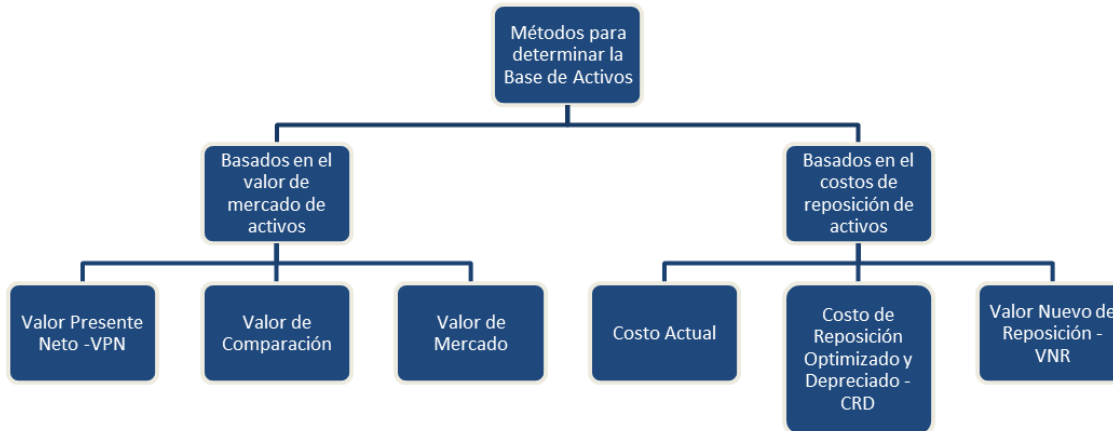 Métodos para
determinar la
Base de Activos
Basados en el
valor de
mercado de
activos
Basados en el
costos de
reposición de
activos
Valor Presente
Neto -VPN
Valor de
Comparación
Valor de
Mercado
Costo Actual
Costo de
Reposición
Optimizado y
Depreciado -
CRD
Valor Nuevo de
Reposición -
VNR